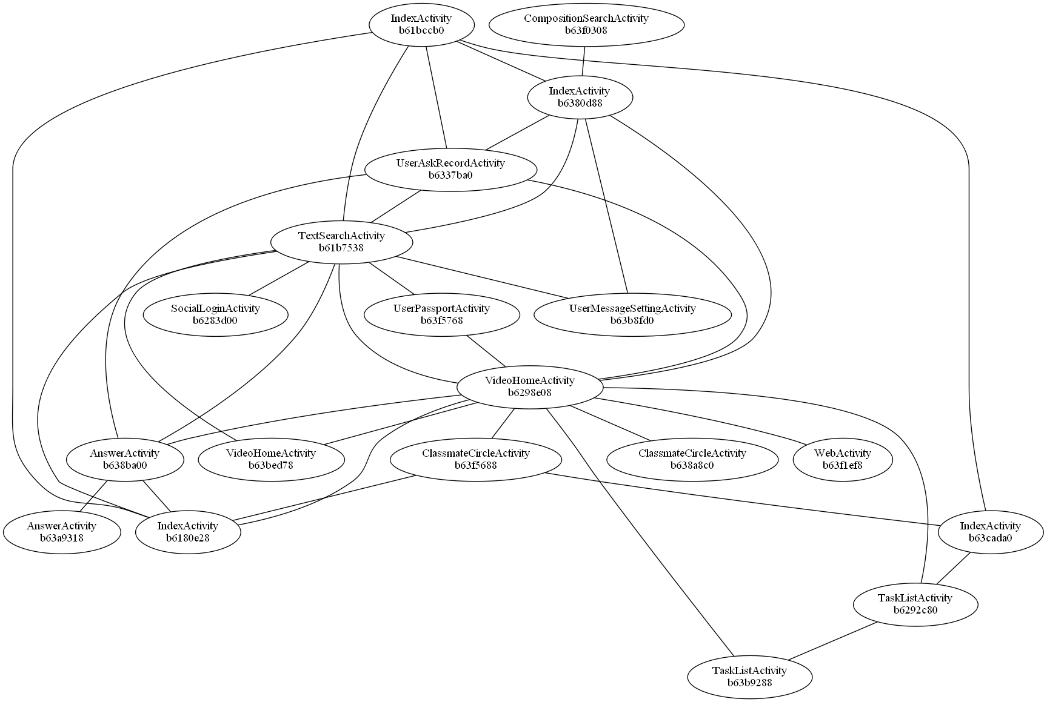 IndexActivity
b61bccb0
CompositionSearchActivity
b63f0308
IndexActivity
b6380d88
UserAskRecordActivity
b6337ba0
TextSearchActivity
b61b7538
SocialLoginActivity
b6283d00
UserPassportActivity
b63f5768
UserMessageSettingActivity
b63b8fd0
VideoHomeActivity
b6298e08
AnswerActivity
b638ba00
VideoHomeActivity
b63bed78
ClassmateCircleActivity
b63f5688
ClassmateCircleActivity
b638a8c0
WebActivity
b63f1ef8
AnswerActivity
b63a9318
IndexActivity
b6180e28
IndexActivity
b63cada0
TaskListActivity
b6292c80
TaskListActivity
b63b9288